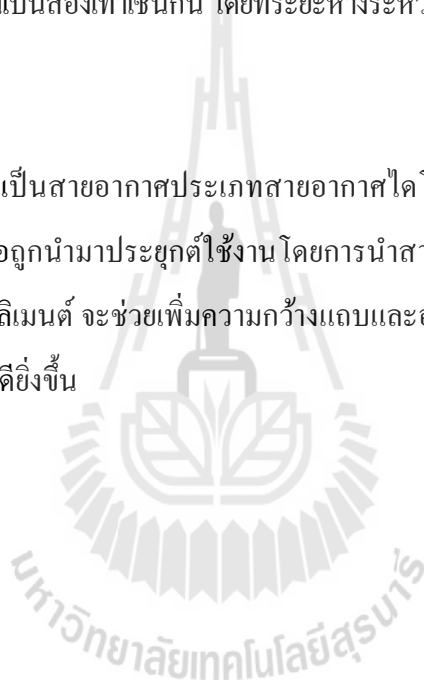 เป็นสองเท่าเช่นกัน โดยที่ระยะห่างระหว
เป็นสายอากาศประเภทสายอากาศไดโ
อถูกนำมาประยุกต์ใช้งานโดยการนำสา
ลิเมนต์ จะช่วยเพิ่มความกว้างแถบและอ
ดียิ่งขึ้น
มหาวิทยาลัยเทคโนโลยีสุรนารี